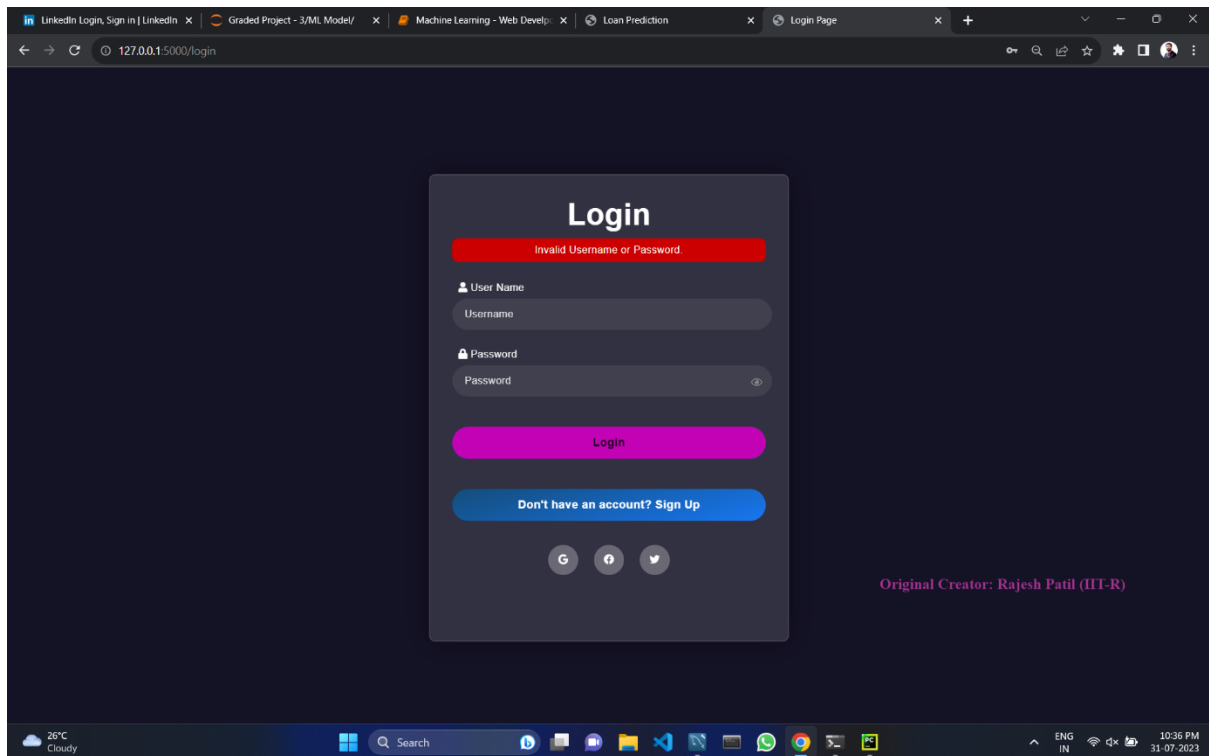 LinkedIn Login, Sign in | LinkedIn
Graded Project - 3/ML Model/
Machine Learning - Web Develpc
Loan Prediction
Login Page
127.0.0.1:5000/login
Login
Invalid Username or Password.
User Name
Username
Password
Password
Login
Don't have an account? Sign Up
Original Creator: Rajesh Patil (IIT-R)
26°C
Cloudy
Search
ENG
IN
10:36 PM
31-07-2023